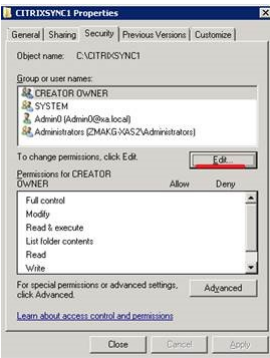 CITRIXSYNC1 Properties
General Sharing Security Previous Versions Customize
Object name: C:\CITRIXSYNC1
Group or user names:
CREATOR OWNER
SYSTEM
Admin0 (Admin0@xa.local)
Administrators (ZMAKG-XAS2\Administrators)
To change permissions, click Edit.
Edit...
Permissions for CREATOR
OWNER Allow Deny
Full control
Modify
Read & execute
List folder contents
Read
Write
For special permissions or advanced settings,
click Advanced.
Advanced
Learn about access control and permissions
Close Cancel Apply